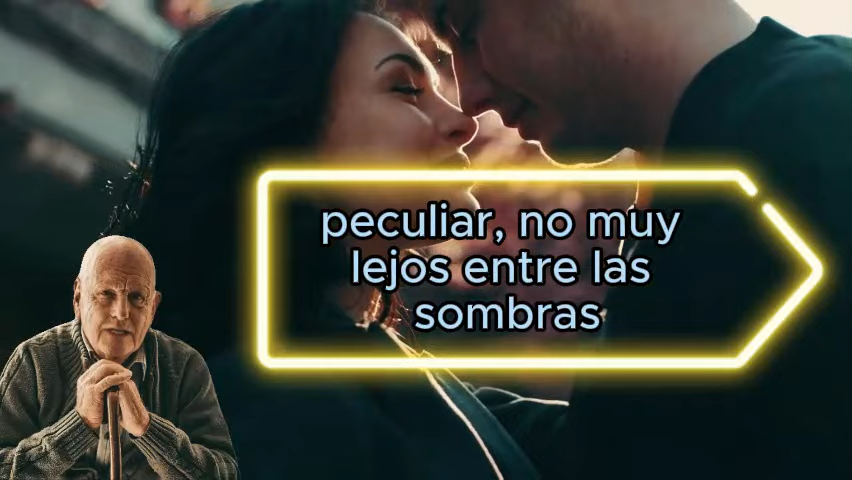 peculiar, no muy
lejos entre las
sombras